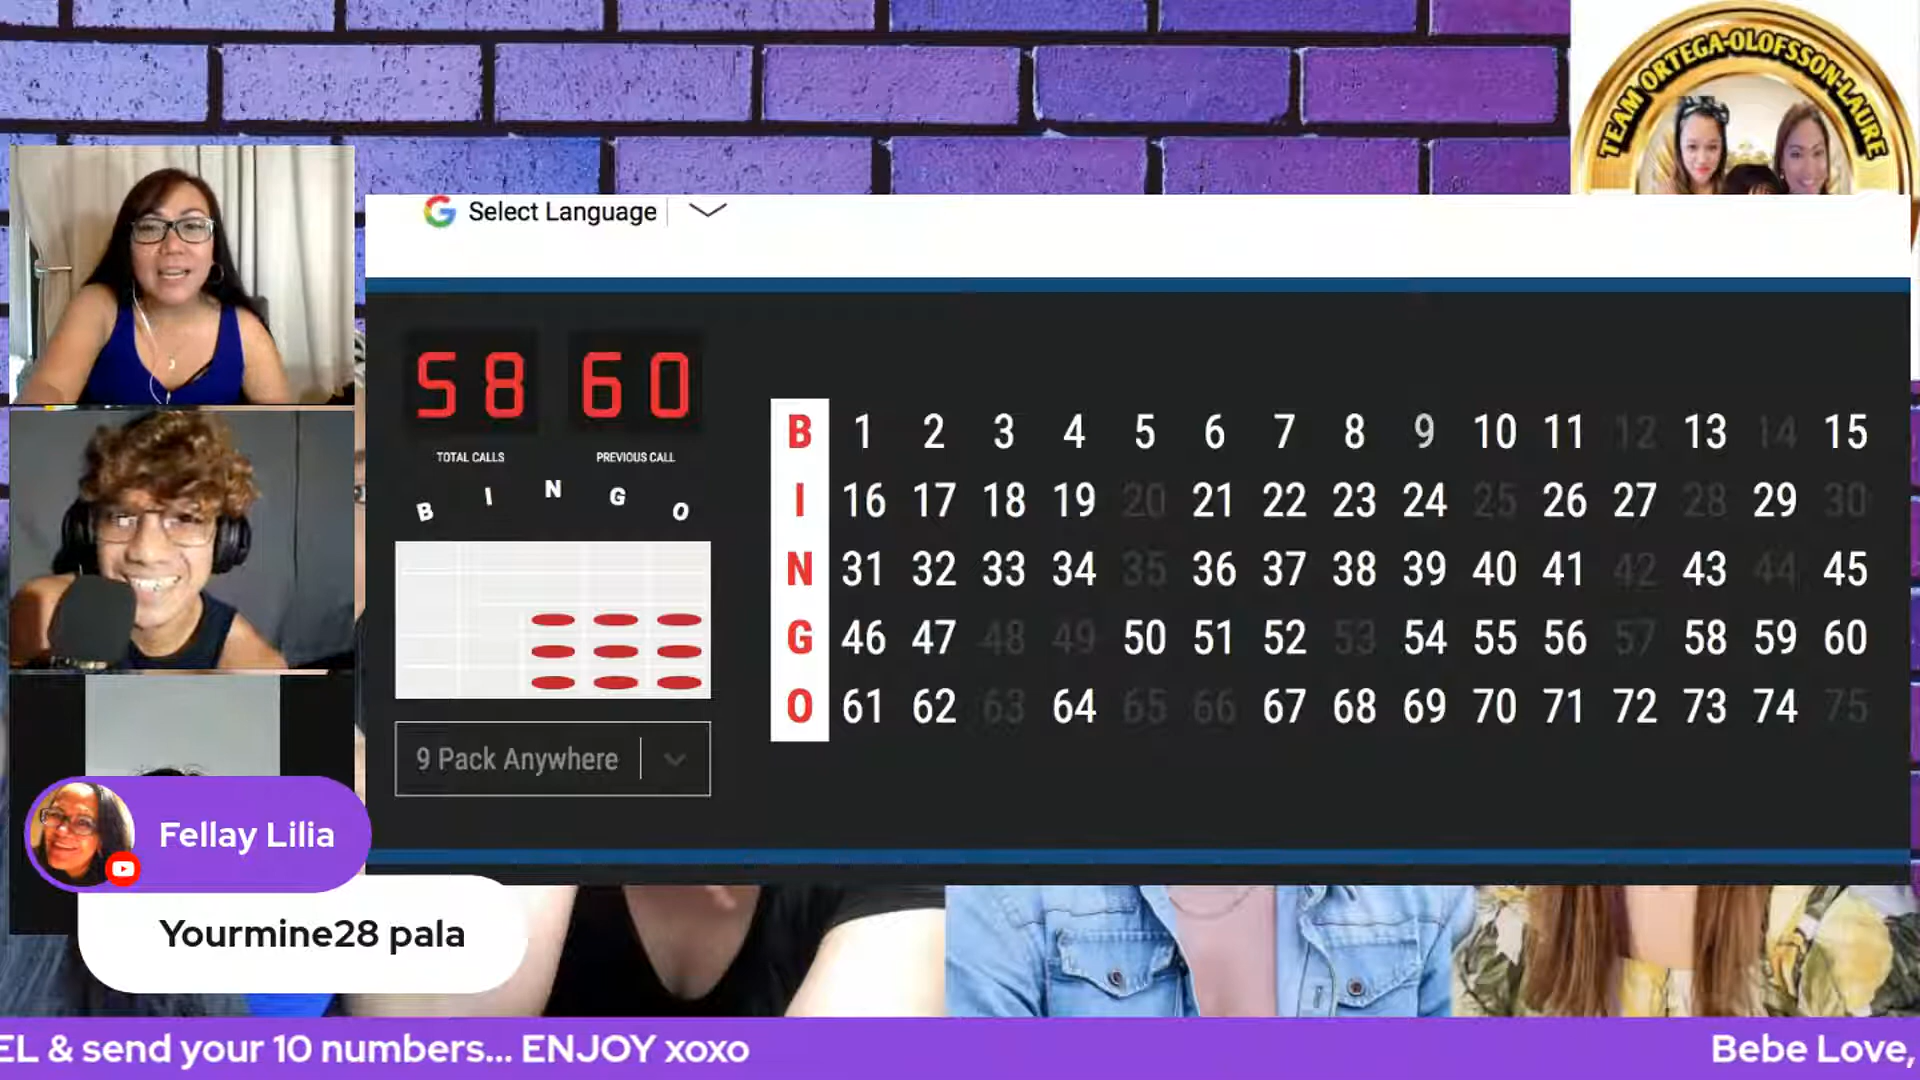 TEAM ORTEGA-OLOFSSON-LAURE
Select Language
58 60
TOTAL CALLS PREVIOUS CALL
B I N G O
9 Pack Anywhere
B 1 2 3 4 5 6 7 8 9 10 11 12 13 14 15
I 16 17 18 19 20 21 22 23 24 25 26 27 28 29 30
N 31 32 33 34 35 36 37 38 39 40 41 42 43 44 45
G 46 47 48 49 50 51 52 53 54 55 56 57 58 59 60
O 61 62 63 64 65 66 67 68 69 70 71 72 73 74 75
Fellay Lilia
Yourmine28 pala
EL & send your 10 numbers... ENJOY xoxo
Bebe Love,